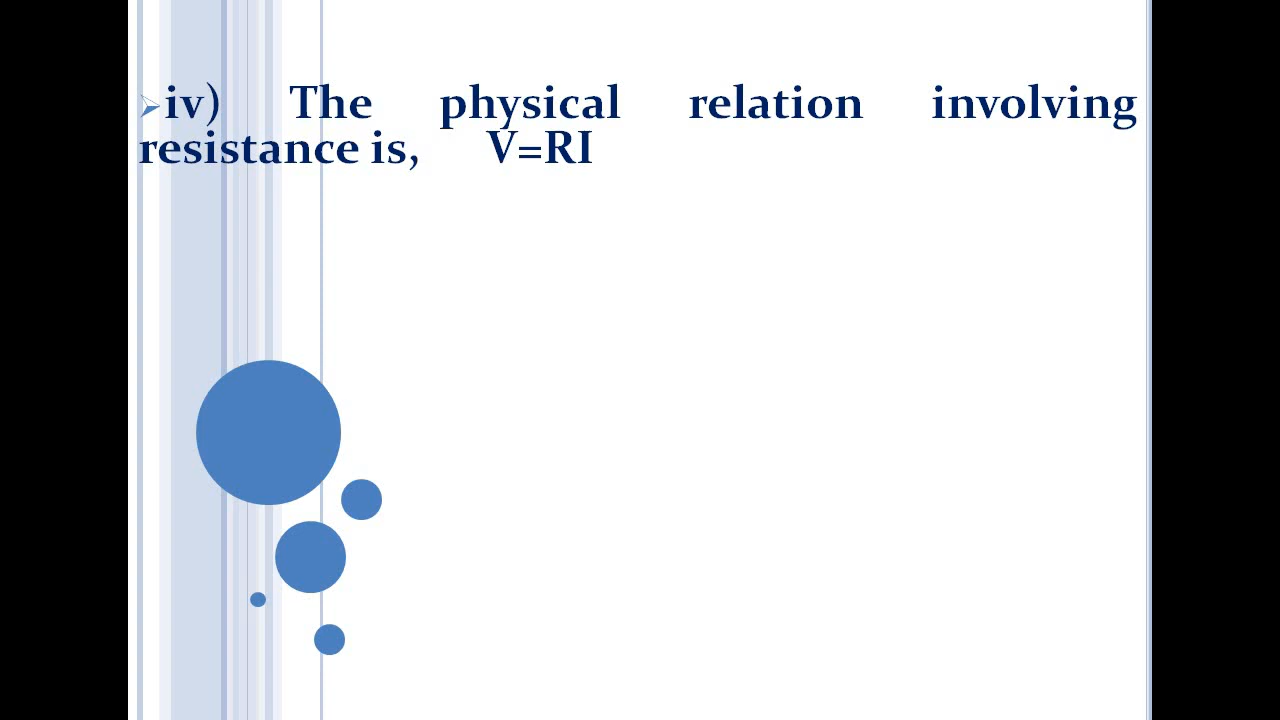 iv) The physical relation involving
resistance is, V=RI